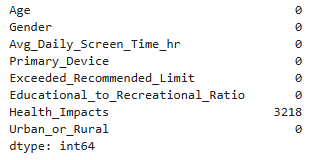 Age 0
Gender 0
Avg_Daily_Screen_Time_hr 0
Primary_Device 0
Exceeded_Recommended_Limit 0
Educational_to_Recreational_Ratio 0
Health_Impacts 3218
Urban_or_Rural 0
dtype: int64